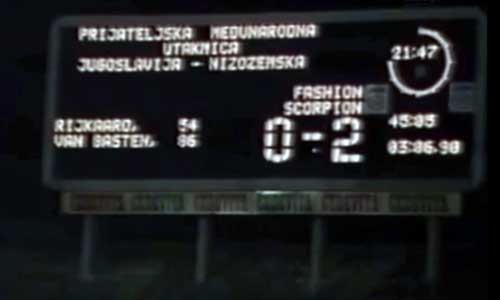 PRIJATELJSKA MEĐUNARODNA
UTAKMICA
JUGOSLAVIJA - NIZOZEMSKA
21:47
FASHION
SCORPION
RIJKAARD, 54
VAN BASTEN, 86
0-2
45:05
03:06.90